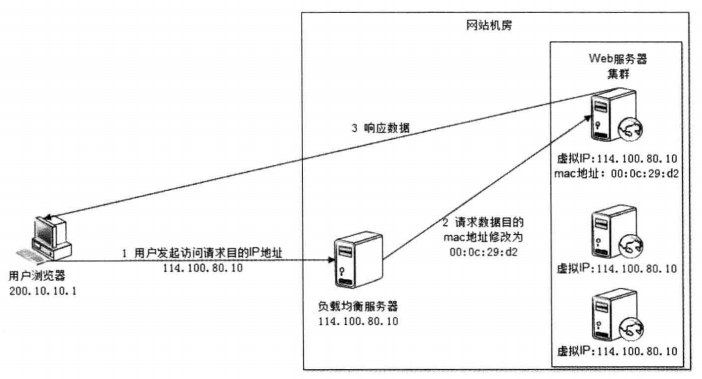 网站机房
Web服务器
集群
3 响应数据
虚拟IP:114.100.80.10
mac地址: 00:0c:29:d2
2 请求数据目的
mac地址修改为
00:0c:29:d2
1 用户发起访问请求目的IP地址
114.100.80.10
用户浏览器
200.10.10.1
负载均衡服务器
114.100.80.10
虚拟IP:114.100.80.10
虚拟IP:114.100.80.10